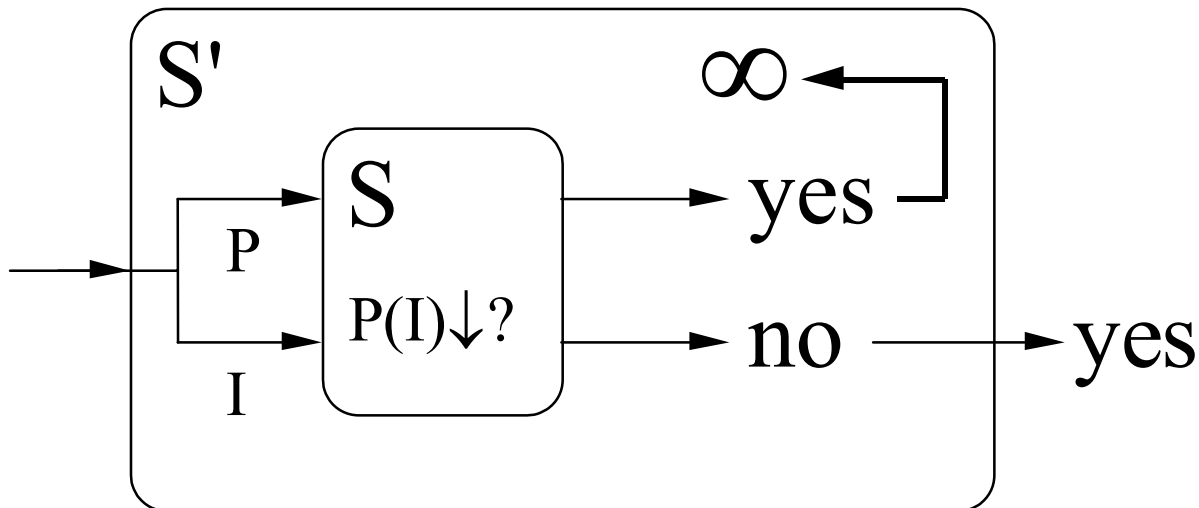 S'
∞
S
yes
P
P(I)↓?
no
yes
I